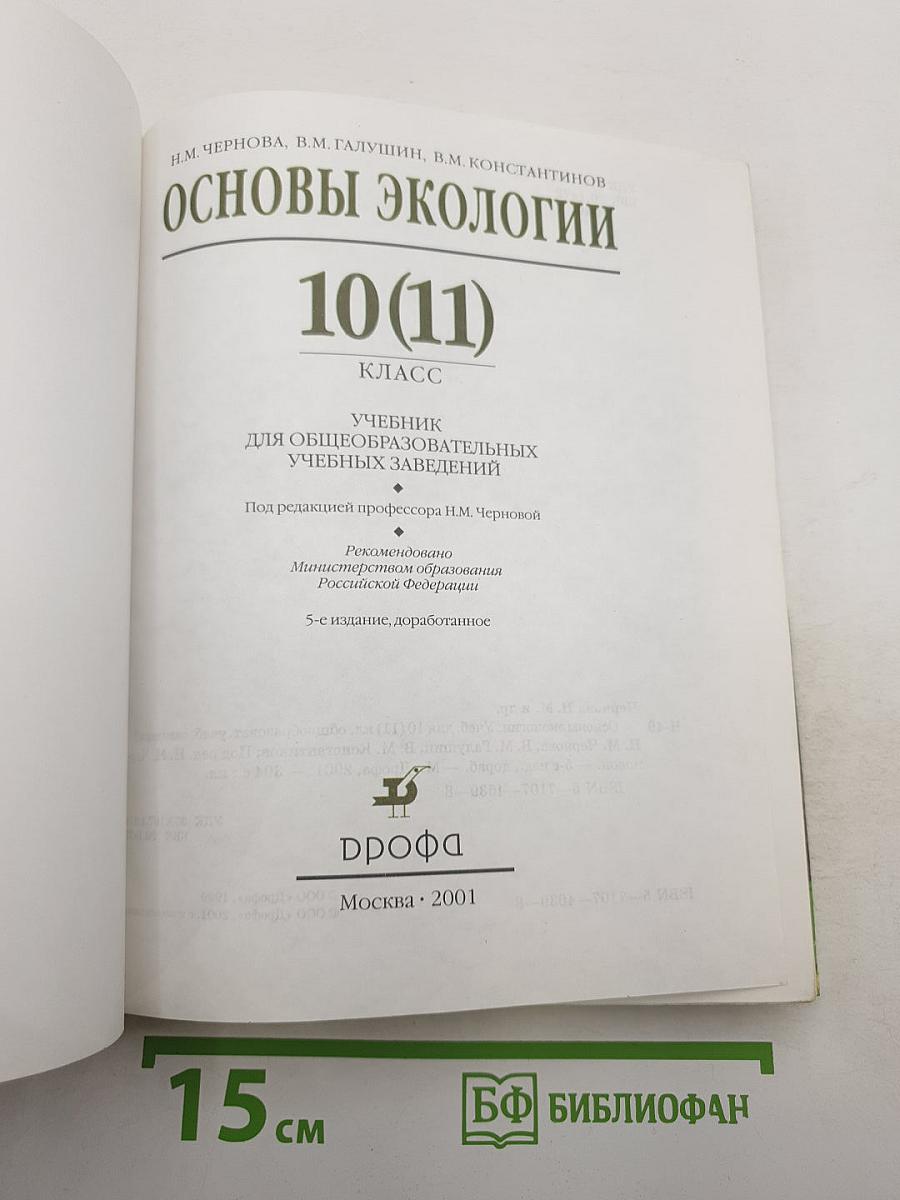 Н.М. ЧЕРНОВА, В.М. ГАЛУШИН, В.М. КОНСТАНТИНОВ
ОСНОВЫ ЭКОЛОГИИ
10(11)
КЛАСС
УЧЕБНИК
ДЛЯ ОБЩЕОБРАЗОВАТЕЛЬНЫХ
УЧЕБНЫХ ЗАВЕДЕНИЙ
Под редакцией профессора Н.М. Черновой
Рекомендовано
Министерством образования
Российской Федерации
5-е издание, доработанное
дрофа
Москва · 2001
15 см
БФ БИБЛИОФАН